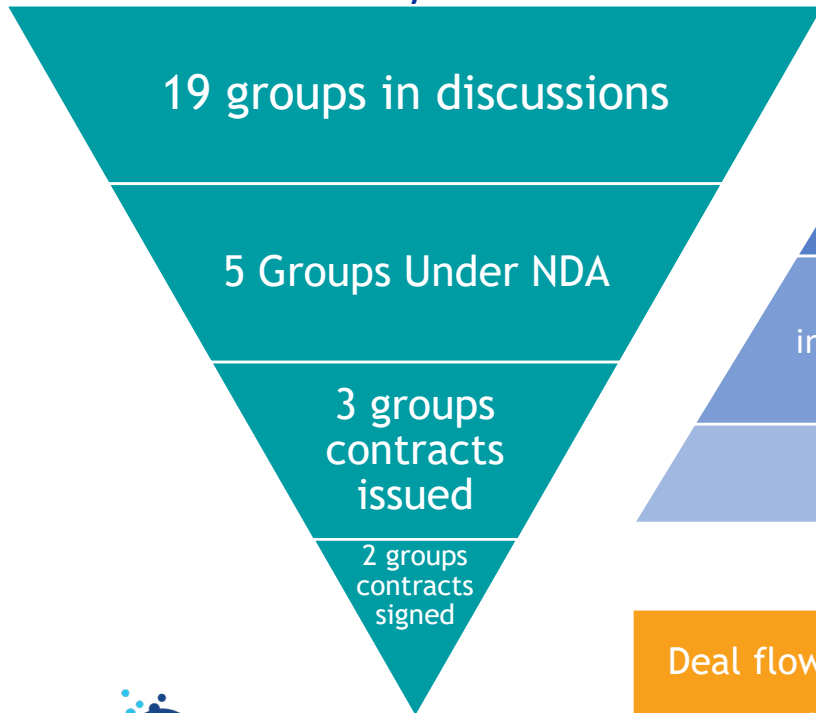 19 groups in discussions
5 Groups Under NDA
3 groups
contracts
issued
2 groups
contracts
signed
Deal flow